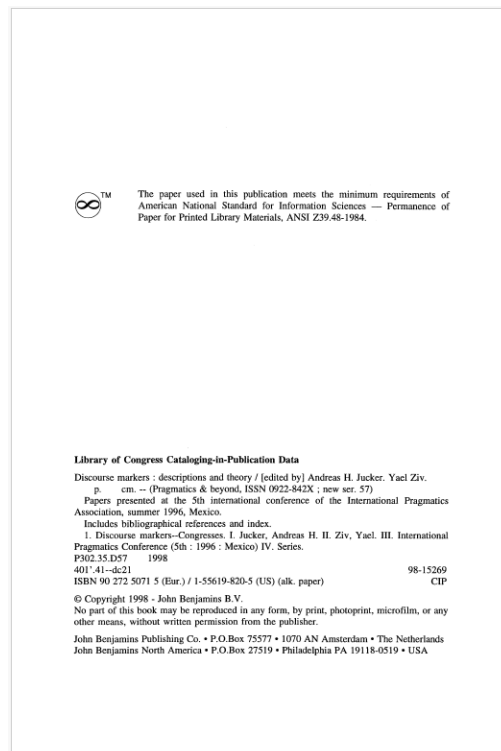 TM
The paper used in this publication meets the minimum requirements of
American National Standard for Information Sciences — Permanence of
Paper for Printed Library Materials, ANSI Z39.48-1984.
Library of Congress Cataloging-in-Publication Data
Discourse markers : descriptions and theory / [edited by] Andreas H. Jucker. Yael Ziv.
p. cm. -- (Pragmatics & beyond, ISSN 0922-842X ; new ser. 57)
Papers presented at the 5th international conference of the International Pragmatics
Association, summer 1996, Mexico.
Includes bibliographical references and index.
1. Discourse markers--Congresses. I. Jucker, Andreas H. II. Ziv, Yael. III. International
Pragmatics Conference (5th : 1996 : Mexico) IV. Series.
P302.35.D57 1998
401'.41--dc21 98-15269
ISBN 90 272 5071 5 (Eur.) / 1-55619-820-5 (US) (alk. paper) CIP
© Copyright 1998 - John Benjamins B.V.
No part of this book may be reproduced in any form, by print, photoprint, microfilm, or any
other means, without written permission from the publisher.
John Benjamins Publishing Co. • P.O.Box 75577 • 1070 AN Amsterdam • The Netherlands
John Benjamins North America • P.O.Box 27519 • Philadelphia PA 19118-0519 • USA